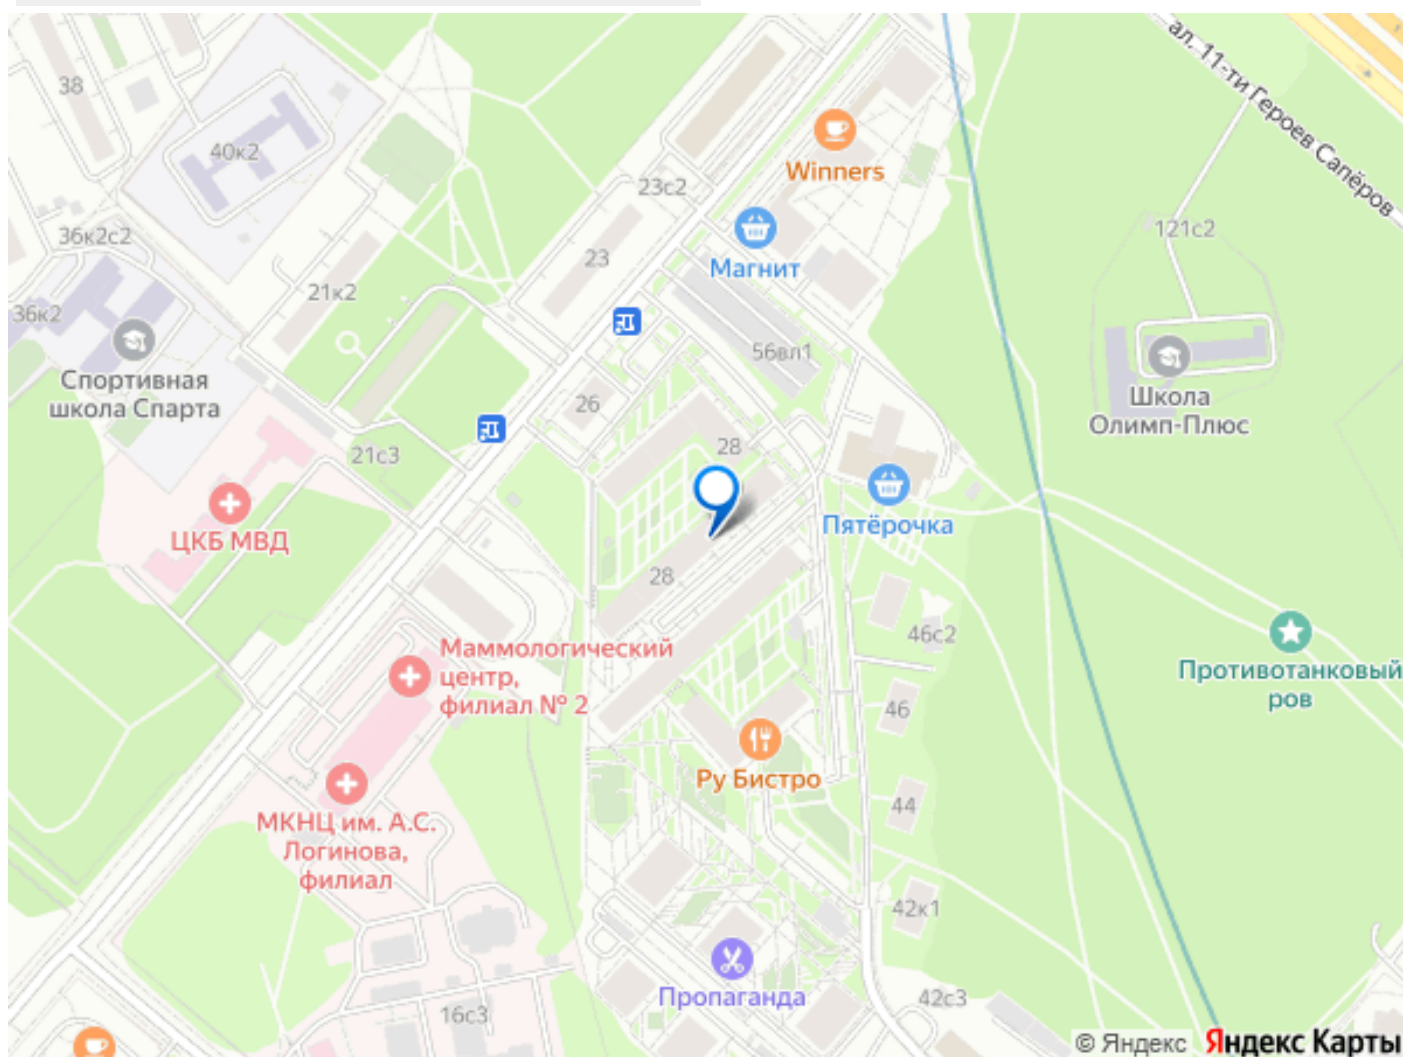 ал. 11-ти Героев Сапёров
38
40к2
Winners
23с2
121с2
36к2с2
23
Магнит
21к2
36к2
56вл1
Спортивная
школа Спарта
26
Школа
Олимп-Плюс
28
21с3
ЦКБ МВД
Пятёрочка
28
46с2
Маммологический
центр,
филиал № 2
Противотанковый
ров
46
Ру Бистро
44
МКНЦ им. А.С.
Логинова,
филиал
42к1
Пропаганда
42с3
16с3
© Яндекс Яндекс Карты